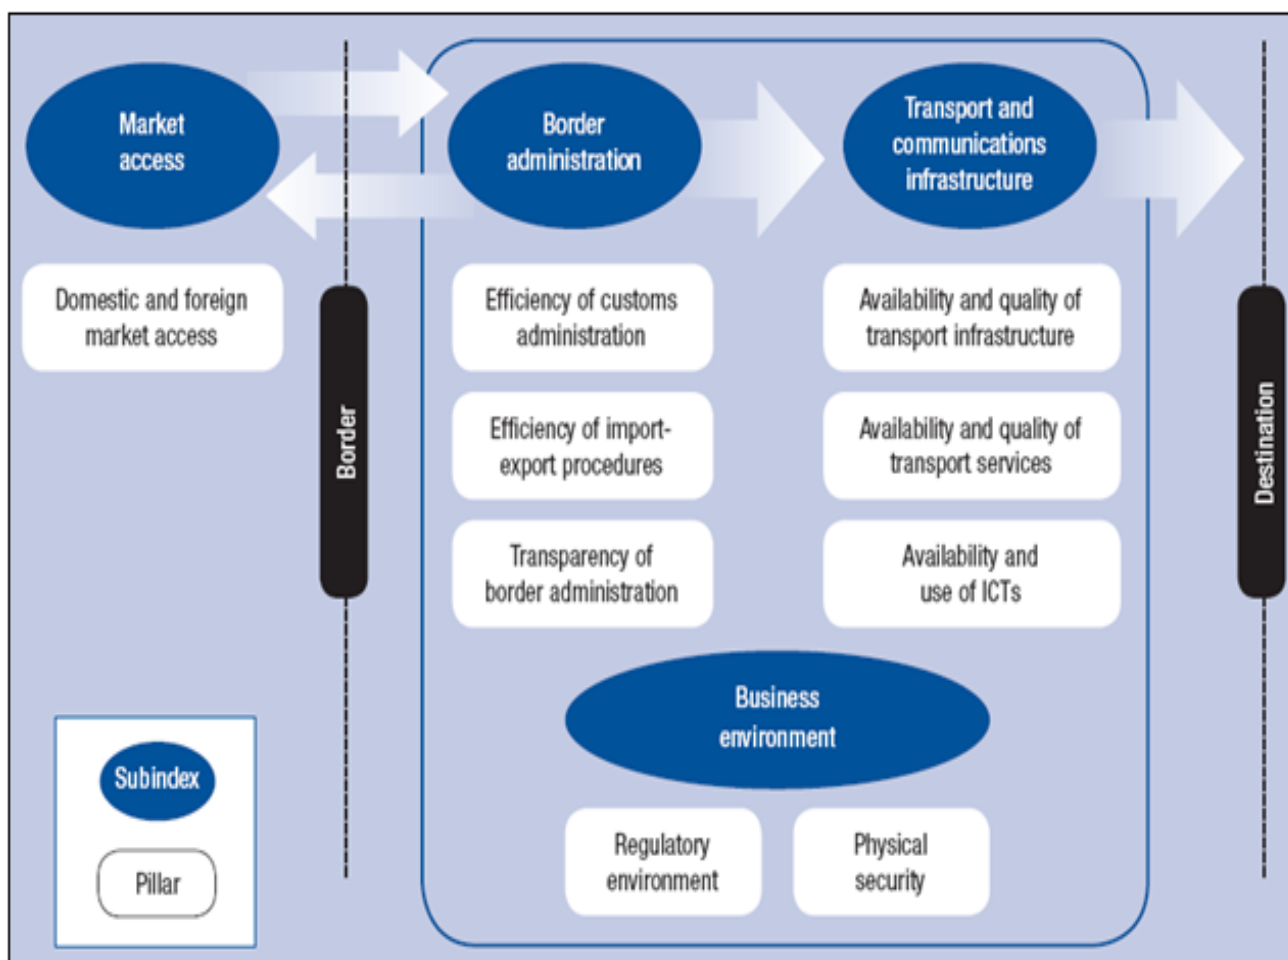 Market
access
Border
administration
Transport and
communications
infrastructure
Domestic and foreign
market access
Efficiency of customs
administration
Availability and quality of
transport infrastructure
Border
Efficiency of import-
export procedures
Availability and quality of
transport services
Destination
Transparency of
border administration
Availability and
use of ICTs
Business
environment
Subindex
Pillar
Regulatory
environment
Physical
security